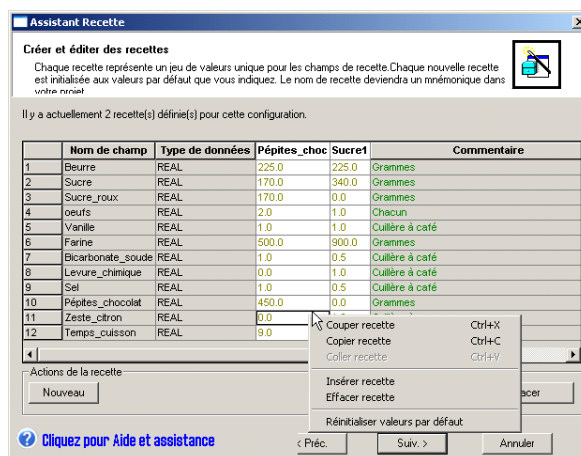 Assistant Recette
Créer et éditer des recettes
Chaque recette représente un jeu de valeurs unique pour les champs de recette.Chaque nouvelle recette
est initialisée aux valeurs par défaut que vous indiquez. Le nom de recette deviendra un mnémonique dans
votre projet
Il y a actuellement 2 recette(s) définie(s) pour cette configuration.
Nom de champ Type de données Pépites_choc Sucre1 Commentaire
1 Beurre REAL 225.0 225.0 Grammes
2 Sucre REAL 170.0 340.0 Grammes
3 Sucre_roux REAL 170.0 0.0 Grammes
4 oeufs REAL 2.0 1.0 Chacun
5 Vanille REAL 1.0 1.0 Cuillère à café
6 Farine REAL 500.0 900.0 Grammes
7 Bicarbonate_soude REAL 1.0 0.5 Cuillère à café
8 Levure_chimique REAL 0.0 1.0 Cuillère à café
9 Sel REAL 1.0 0.5 Cuillère à café
10 Pépites_chocolat REAL 450.0 0.0 Grammes
11 Zeste_citron REAL 0.0
12 Temps_cuisson REAL 9.0
Couper recette Ctrl+X
Copier recette Ctrl+C
Coller recette Ctrl+V
Insérer recette
Effacer recette
Réinitialiser valeurs par défaut
Actions de la recette
Nouveau
acer
Cliquez pour Aide et assistance
< Préc. Suiv. > Annuler